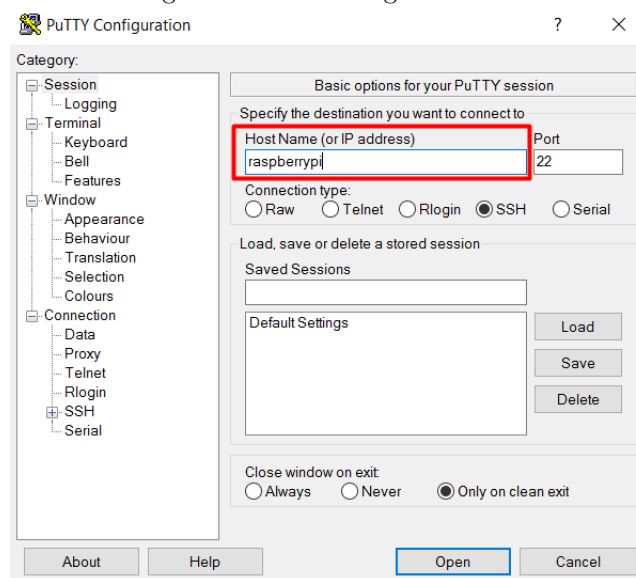 PuTTY Configuration ? ×
Category:
Session
Logging
Terminal
Keyboard
Bell
Features
Window
Appearance
Behaviour
Translation
Selection
Colours
Connection
Data
Proxy
Telnet
Rlogin
SSH
Serial
Basic options for your PuTTY session
Specify the destination you want to connect to
Host Name (or IP address) Port
raspberrypi 22
Connection type:
Raw Telnet Rlogin SSH Serial
Load, save or delete a stored session
Saved Sessions
Default Settings
Load
Save
Delete
Close window on exit:
Always Never Only on clean exit
About Help Open Cancel